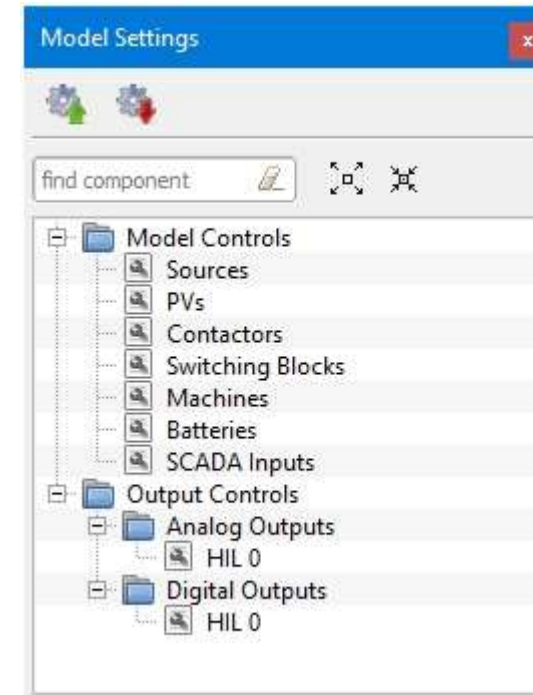 Model Settings
x
find component
Model Controls
Sources
PVs
Contactors
Switching Blocks
Machines
Batteries
SCADA Inputs
Output Controls
Analog Outputs
HIL 0
Digital Outputs
HIL 0